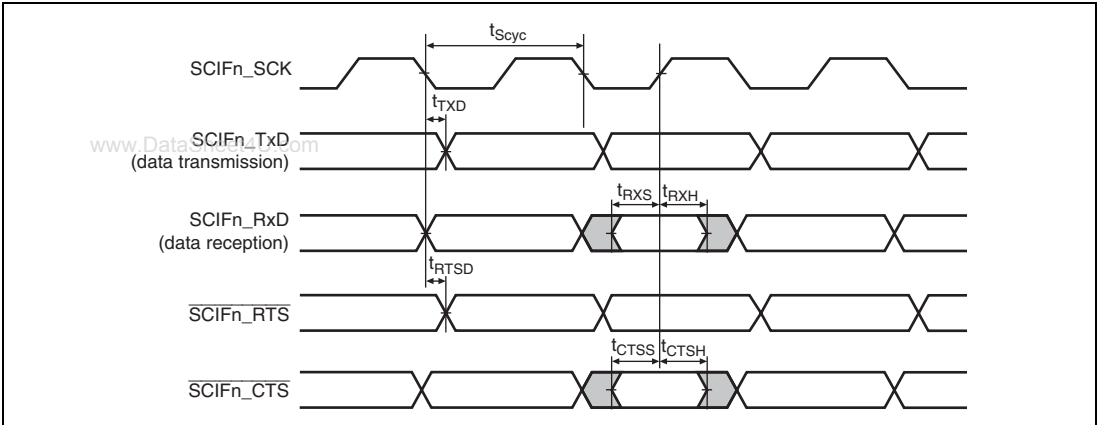 tScyc
SCIFn_SCK
tTXD
www.DataSheet4U.com
SCIFn_TxD
(data transmission)
tRXS tRXH
SCIFn_RxD
(data reception)
tRTSD
SCIFn_RTS
tCTSS tCTSH
SCIFn_CTS